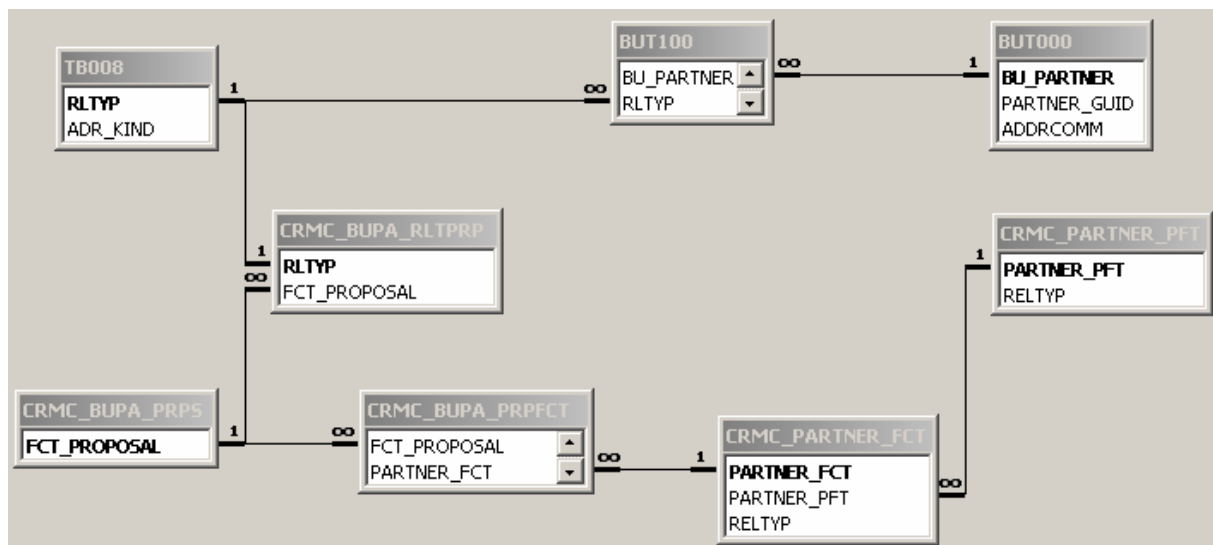 TB008
RLTYP
ADR_KIND
1
∞
BUT100
BU_PARTNER
RLTYP
∞
1
BUT000
BU_PARTNER
PARTNER_GUID
ADDRCOMM
1
∞
CRMC_BUPA_RLTPRP
RLTYP
FCT_PROPOSAL
CRMC_PARTNER_PFT
PARTNER_PFT
RELTYP
1
CRMC_BUPA_PRPS
FCT_PROPOSAL
1
∞
CRMC_BUPA_PRPFCT
FCT_PROPOSAL
PARTNER_FCT
∞
1
CRMC_PARTNER_FCT
PARTNER_FCT
PARTNER_PFT
RELTYP
∞